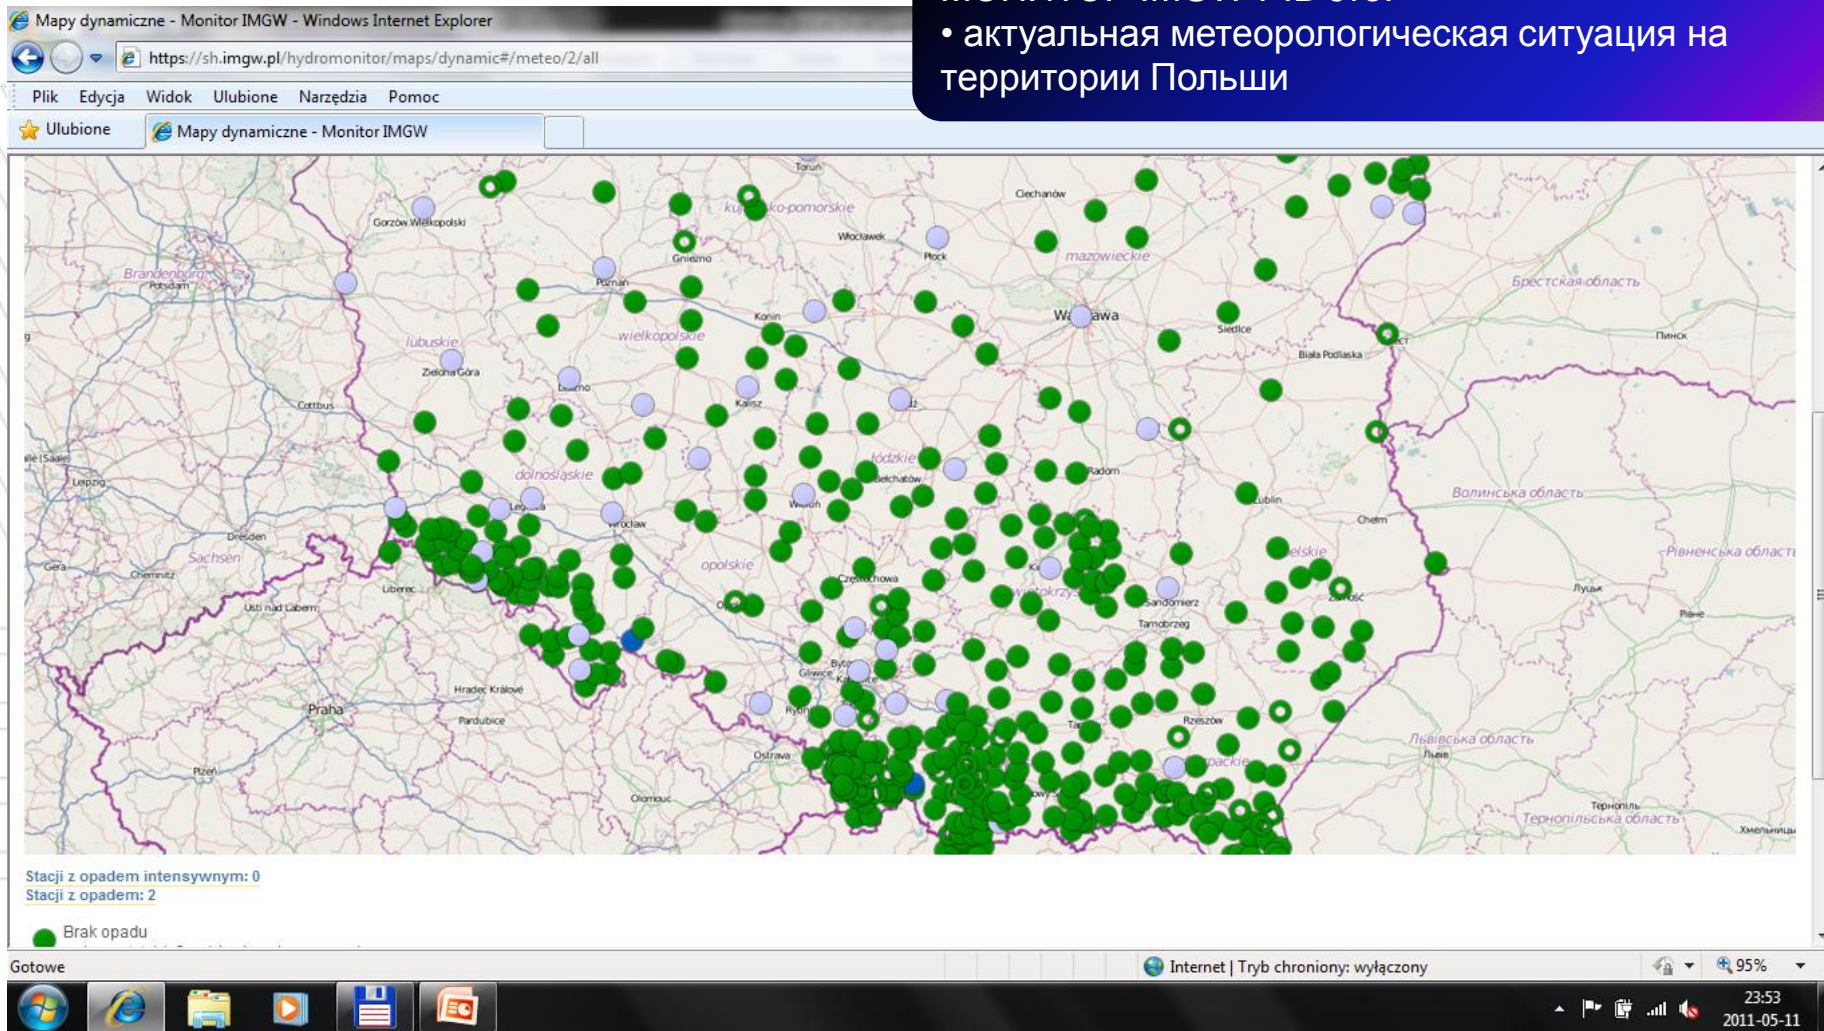 Mapy dynamiczne - Monitor IMGW - Windows Internet Explorer
• актуальная метеорологическая ситуация на
территории Польши
https://sh.imgw.pl/hydromonitor/maps/dynamic#/meteo/2/all
Plik Edycja Widok Ulubione Narzędzia Pomoc
Ulubione
Mapy dynamiczne - Monitor IMGW
Toruń
Ciechanów
Gorzów Wielkopolski
ko-pomorskie
Włocławek
Płock
Gniezno
mazowieckie
Brandenburg
Potsdam
Poznań
Брестская область
Konin
Siedlce
wielkopolskie
lubuskie
Biała Podlaska
Пинск
Zielona Góra
Kalisz
Cottbus
łódzkie
Bełchatów
Radom
dolnośląskie
Leipzig
Волинська область
Chełm
Dresden
Sachsen
opolskie
Рівненська область
Gera
Chemnitz
Częstochowa
Liberec
Луцьк
Ústí nad Labem
Sandomierz
Рівне
Tarnobrzeg
Gliwice
Hradec Králové
Praha
Pardubice
Rzeszów
Львівська область
Львів
Ostrava
Plzeň
Olomouc
Тернопіль
Тернопільська область
Хмельниць
Stacji z opadem intensywnym: 0
Stacji z opadem: 2
Brak opadu
Gotowe
Internet | Tryb chroniony: wyłączony
95%
23:53
2011-05-11